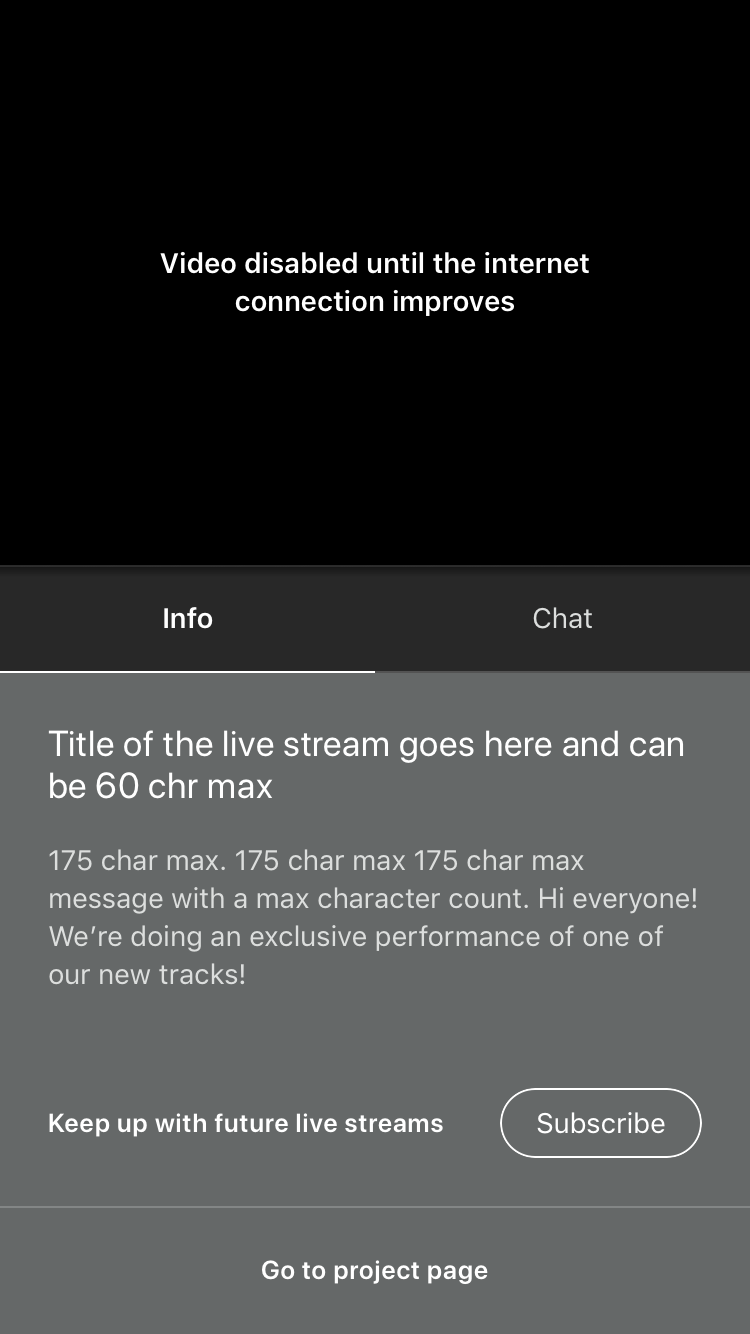 Video disabled until the internet
connection improves
Info
Chat
Title of the live stream goes here and can
be 60 chr max
175 char max. 175 char max 175 char max
message with a max character count. Hi everyone!
We’re doing an exclusive performance of one of
our new tracks!
Keep up with future live streams
Subscribe
Go to project page